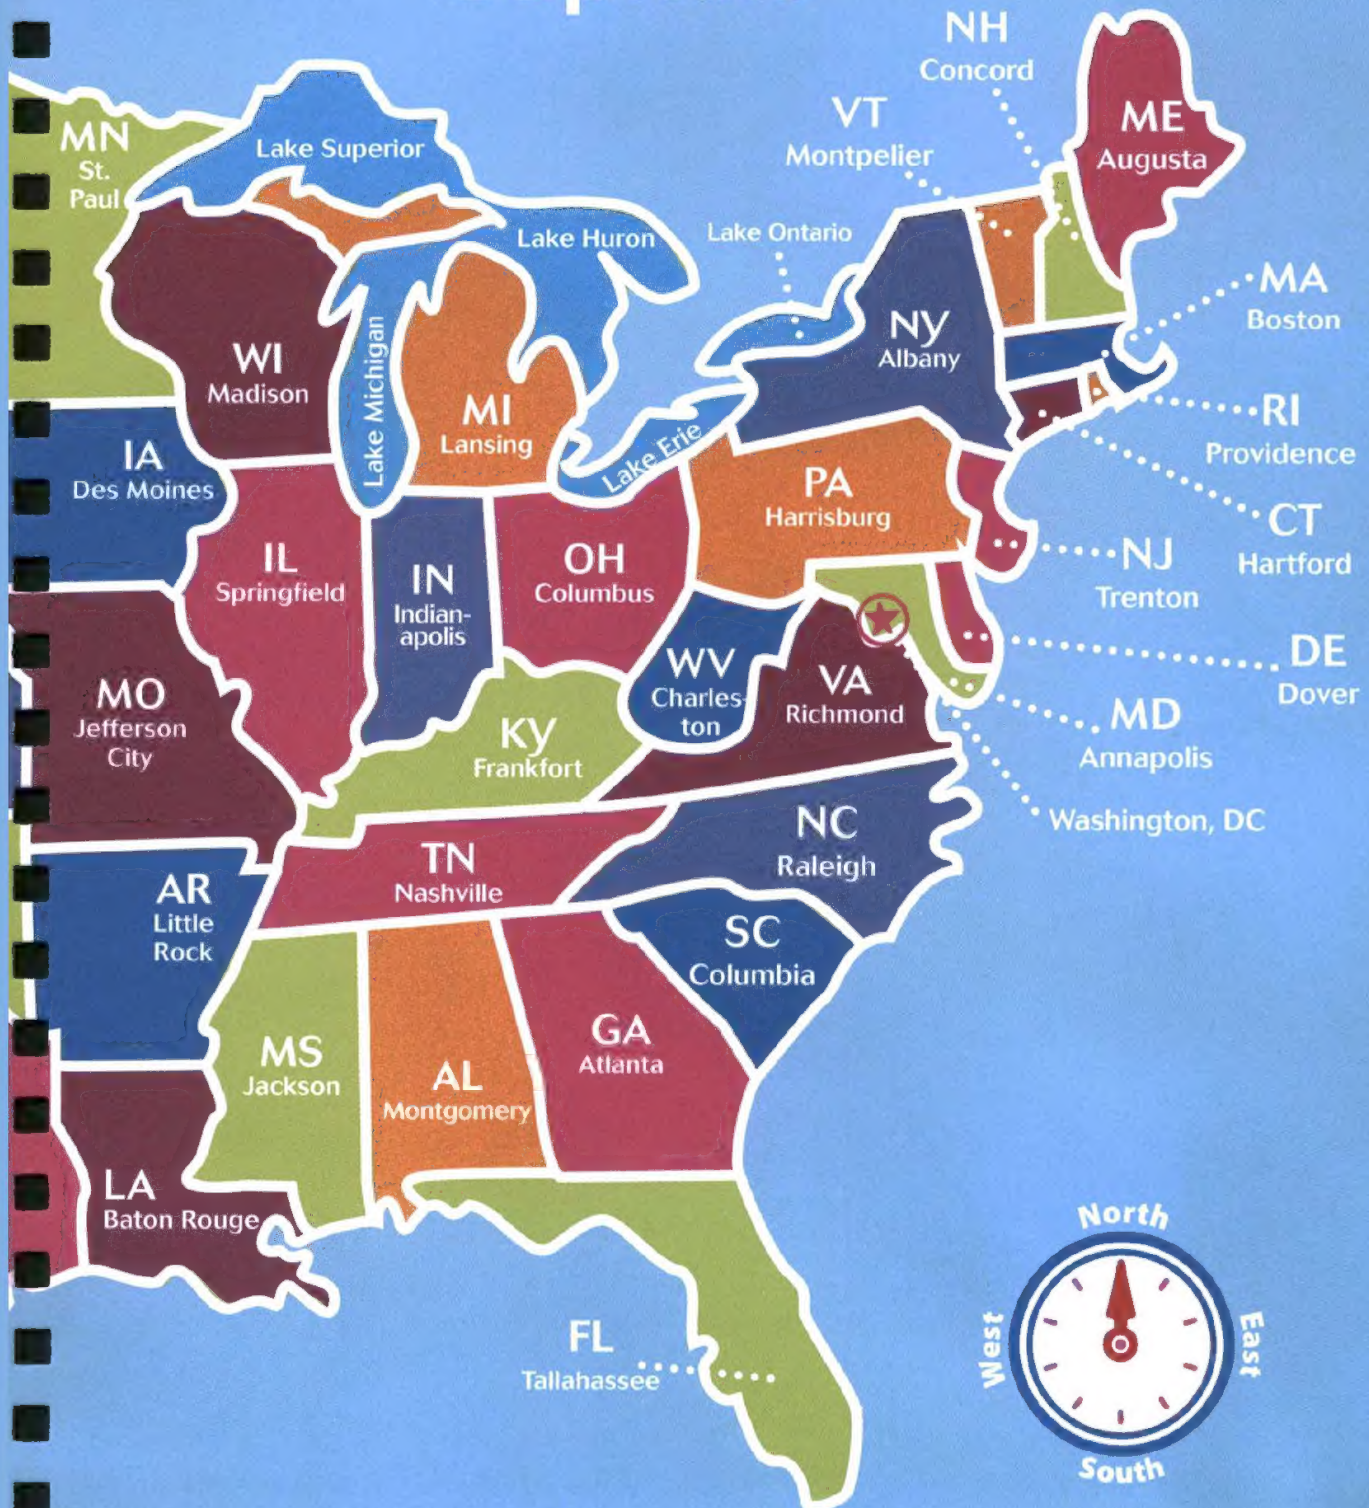 NH
Concord
VT
Montpelier
ME
Augusta
MN
St.
Paul
Lake Superior
Lake Huron
Lake Ontario
MA
Boston
NY
Albany
WI
Madison
Lake Michigan
MI
Lansing
Lake Erie
RI
Providence
IA
Des Moines
PA
Harrisburg
CT
Hartford
IL
Springfield
IN
Indian-
apolis
OH
Columbus
NJ
Trenton
WV
Charles-
ton
VA
Richmond
DE
Dover
MO
Jefferson
City
KY
Frankfort
MD
Annapolis
Washington, DC
NC
Raleigh
TN
Nashville
AR
Little
Rock
SC
Columbia
GA
Atlanta
MS
Jackson
AL
Montgomery
LA
Baton Rouge
FL
Tallahassee
North
West
East
South